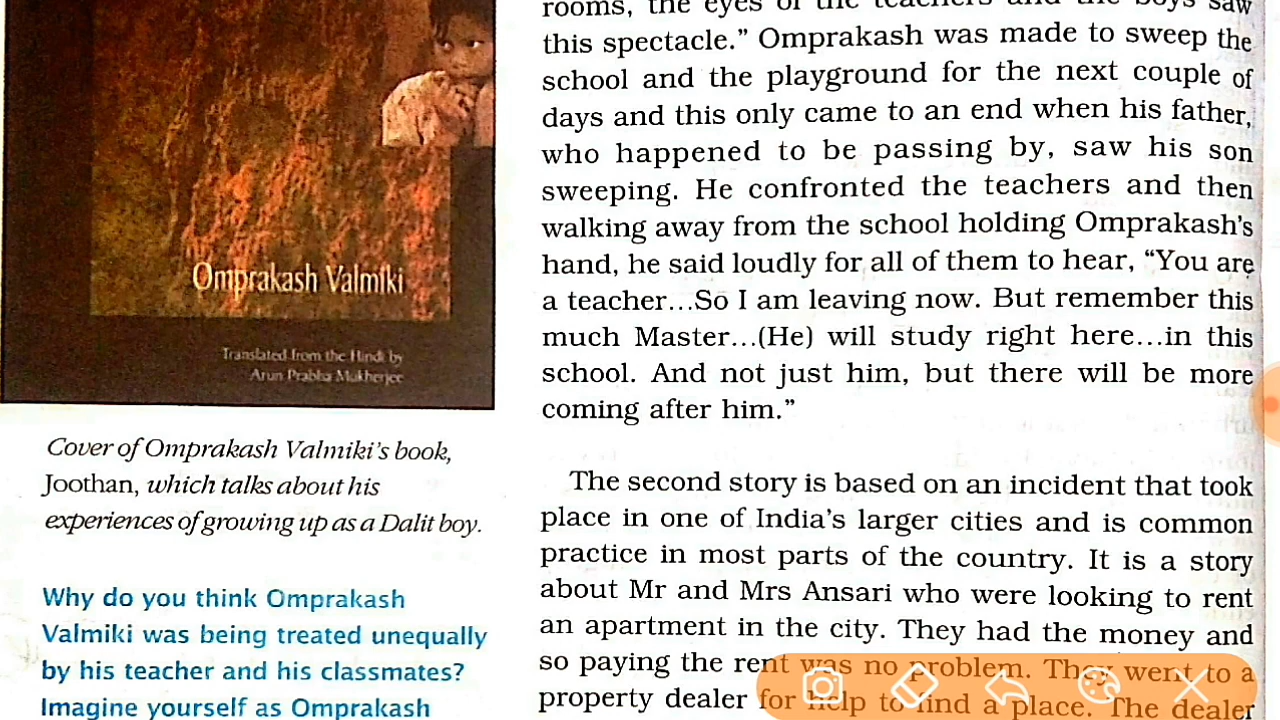 Omprakash Valmiki
Translated from the Hindi by
Arun Prabha Mukherjee
Cover of Omprakash Valmiki's book,
Joothan, which talks about his
experiences of growing up as a Dalit boy.
Why do you think Omprakash
Valmiki was being treated unequally
by his teacher and his classmates?
Imagine yourself as Omprakash
rooms, the eyes of the teachers and the boys saw
this spectacle.” Omprakash was made to sweep the
school and the playground for the next couple of
days and this only came to an end when his father,
who happened to be passing by, saw his son
sweeping. He confronted the teachers and then
walking away from the school holding Omprakash's
hand, he said loudly for all of them to hear, “You are
a teacher...So I am leaving now. But remember this
much Master...(He) will study right here...in this
school. And not just him, but there will be more
coming after him.”
The second story is based on an incident that took
place in one of India's larger cities and is common
practice in most parts of the country. It is a story
about Mr and Mrs Ansari who were looking to rent
an apartment in the city. They had the money and
so paying the rent was no problem. They went to a
property dealer for help to find a place. The dealer